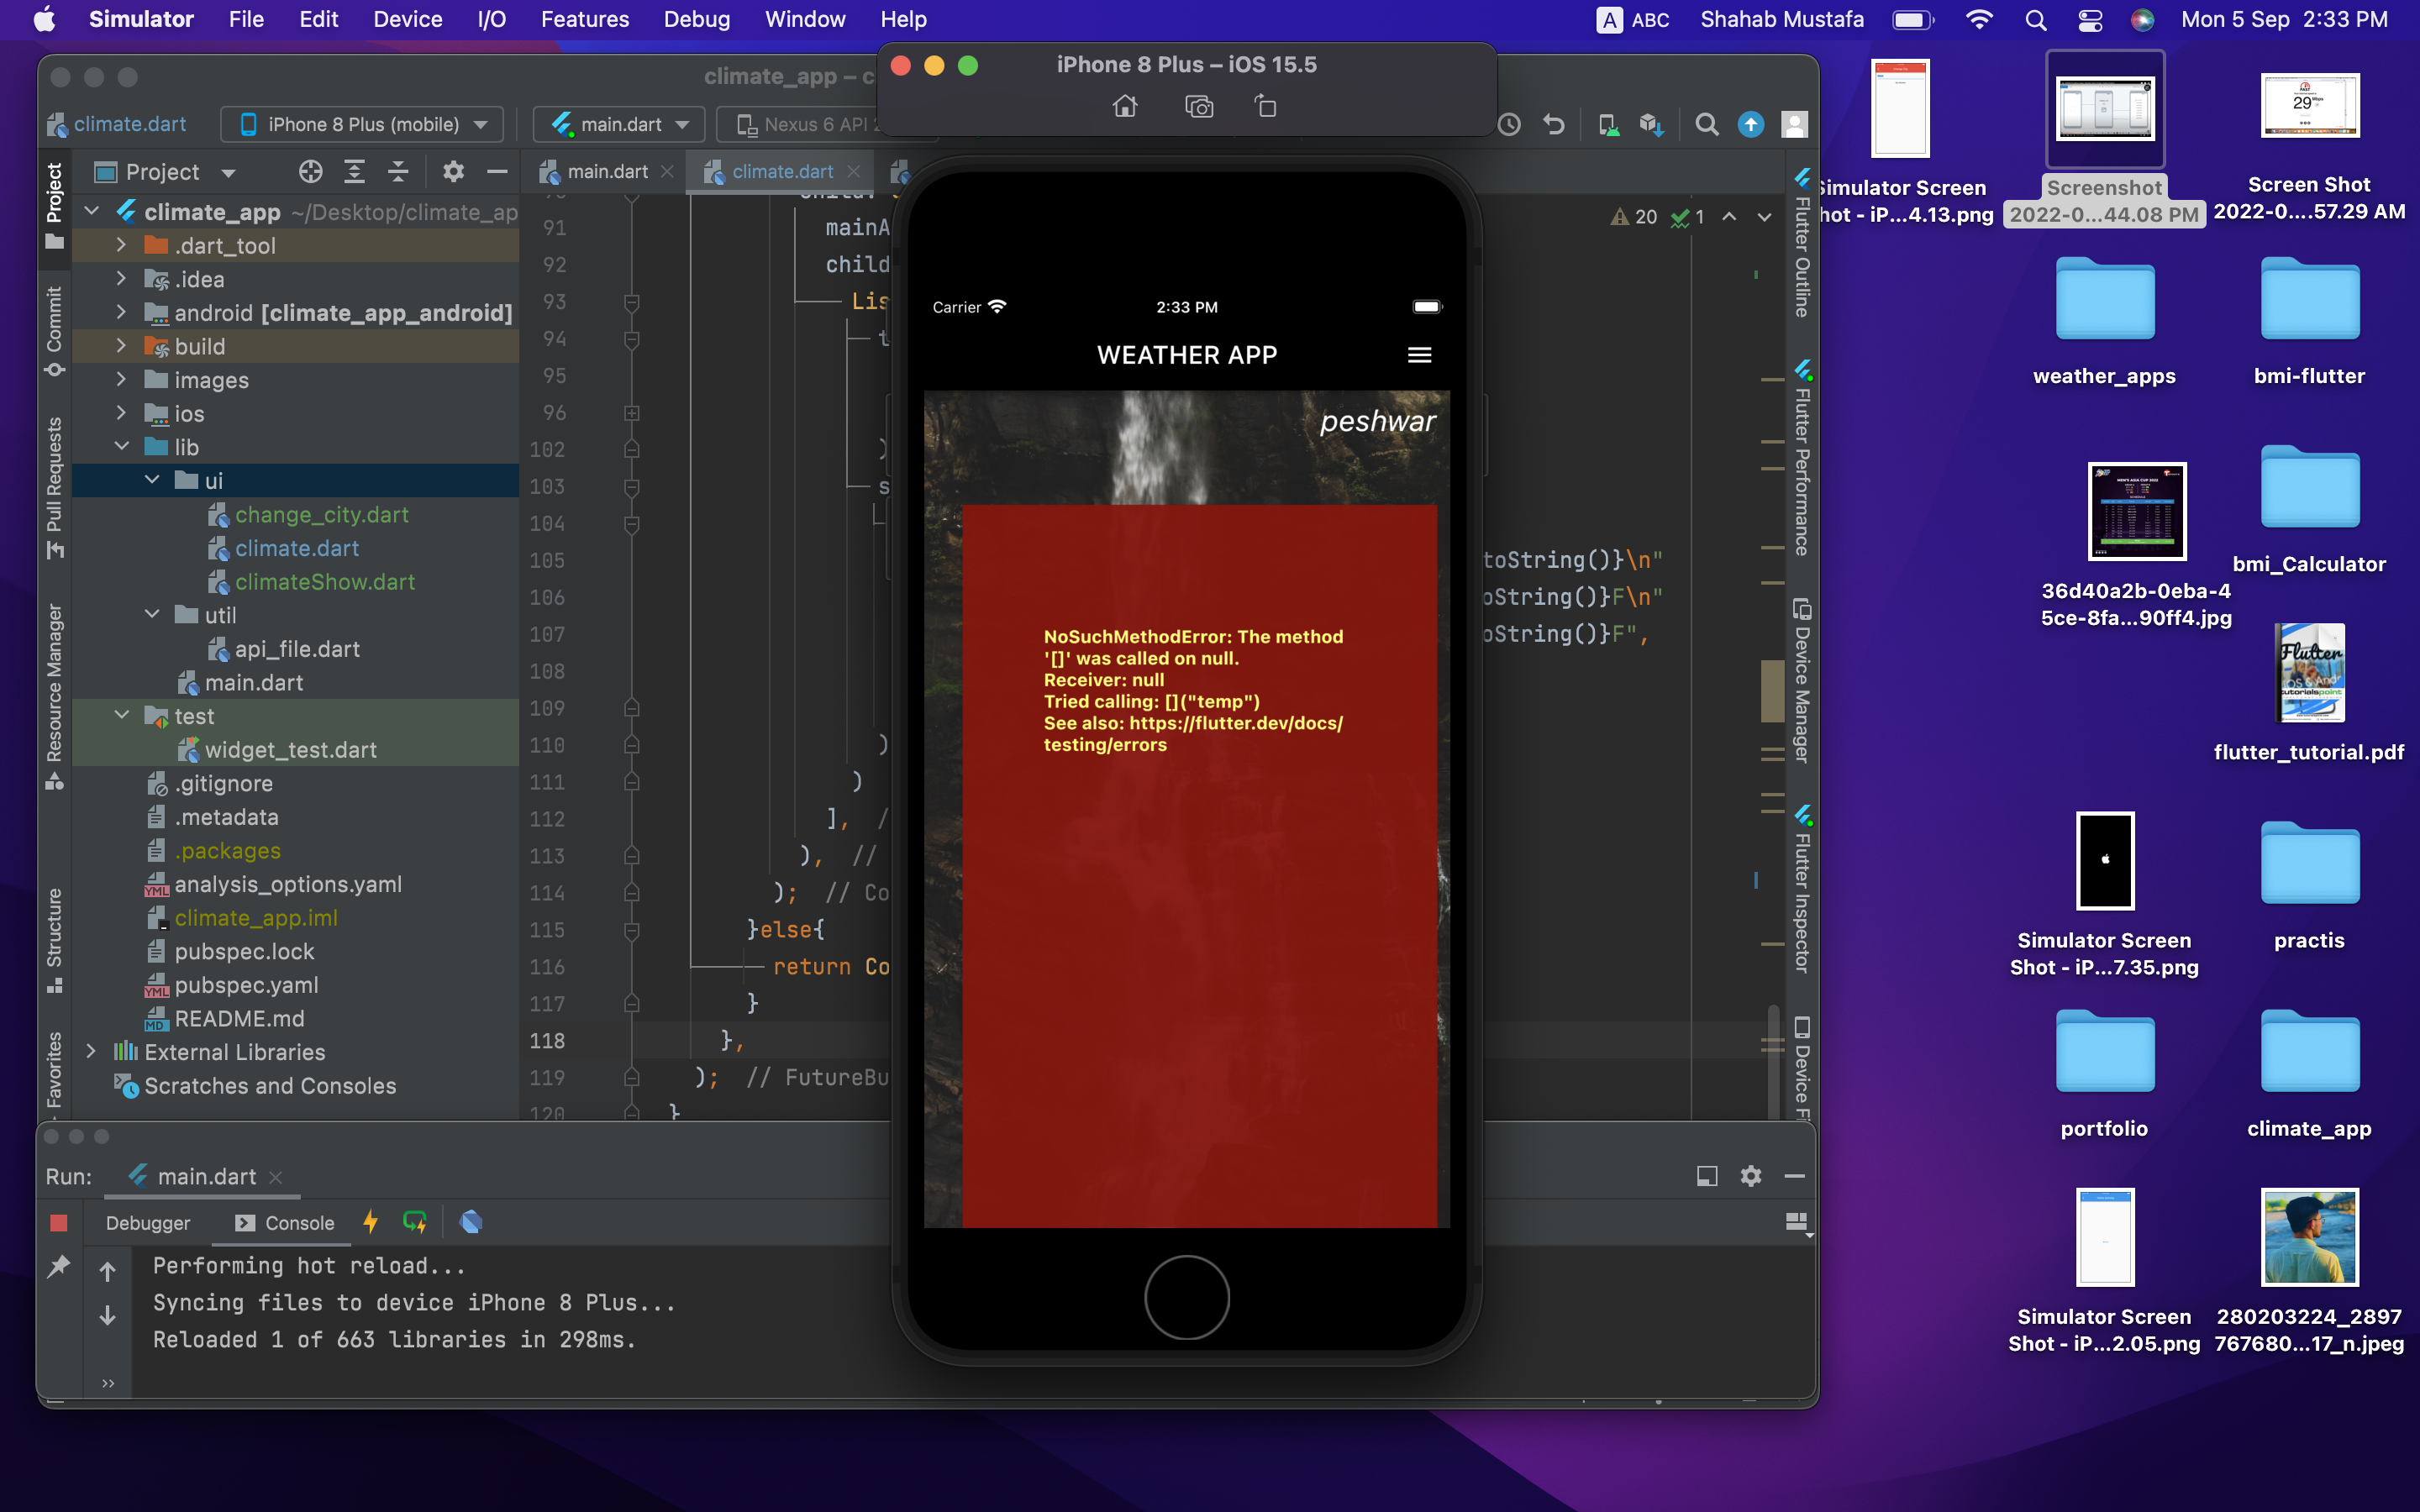 Simulator File Edit Device I/O Features Debug Window Help
A ABC Shahab Mustafa Mon 5 Sep 2:33 PM
climate_app – c
iPhone 8 Plus – iOS 15.5
climate.dart iPhone 8 Plus (mobile) main.dart Nexus 6 API 2
Project main.dart climate.dart
climate_app ~/Desktop/climate_ap
.dart_tool
.idea
android [climate_app_android]
build
images
ios
lib
ui
change_city.dart
climate.dart
climateShow.dart
util
api_file.dart
main.dart
test
widget_test.dart
.gitignore
.metadata
.packages
analysis_options.yaml
climate_app.iml
pubspec.lock
pubspec.yaml
README.md
External Libraries
Scratches and Consoles
Project
Commit
Pull Requests
Resource Manager
Structure
Favorites
91 mainA
92 child
93 Lis
94 t
95
96
102 )
103 s
104
105 toString()}\n"
106 oString()}F\n"
107 oString()}F",
108
109
110 )
111 )
112 ], /
113 ), //
114 ); // Co
115 }else{
116 return Co
117 }
118 },
119 ); // FutureBu
120 }
20 1
Flutter Outline
Flutter Performance
Device Manager
Flutter Inspector
Device Fi
Carrier 2:33 PM
WEATHER APP
peshwar
NoSuchMethodError: The method
'[]' was called on null.
Receiver: null
Tried calling: []("temp")
See also: https://flutter.dev/docs/
testing/errors
Run: main.dart
Debugger Console
Performing hot reload...
Syncing files to device iPhone 8 Plus...
Reloaded 1 of 663 libraries in 298ms.
Simulator Screen
hot - iP...4.13.png
Screenshot
2022-0...44.08 PM
29
Screen Shot
2022-0....57.29 AM
weather_apps
bmi-flutter
36d40a2b-0eba-4
5ce-8fa...90ff4.jpg
bmi_Calculator
Flutter
flutter_tutorial.pdf
Simulator Screen
Shot - iP...7.35.png
practis
portfolio
climate_app
Simulator Screen
Shot - iP...2.05.png
280203224_2897
767680...17_n.jpeg